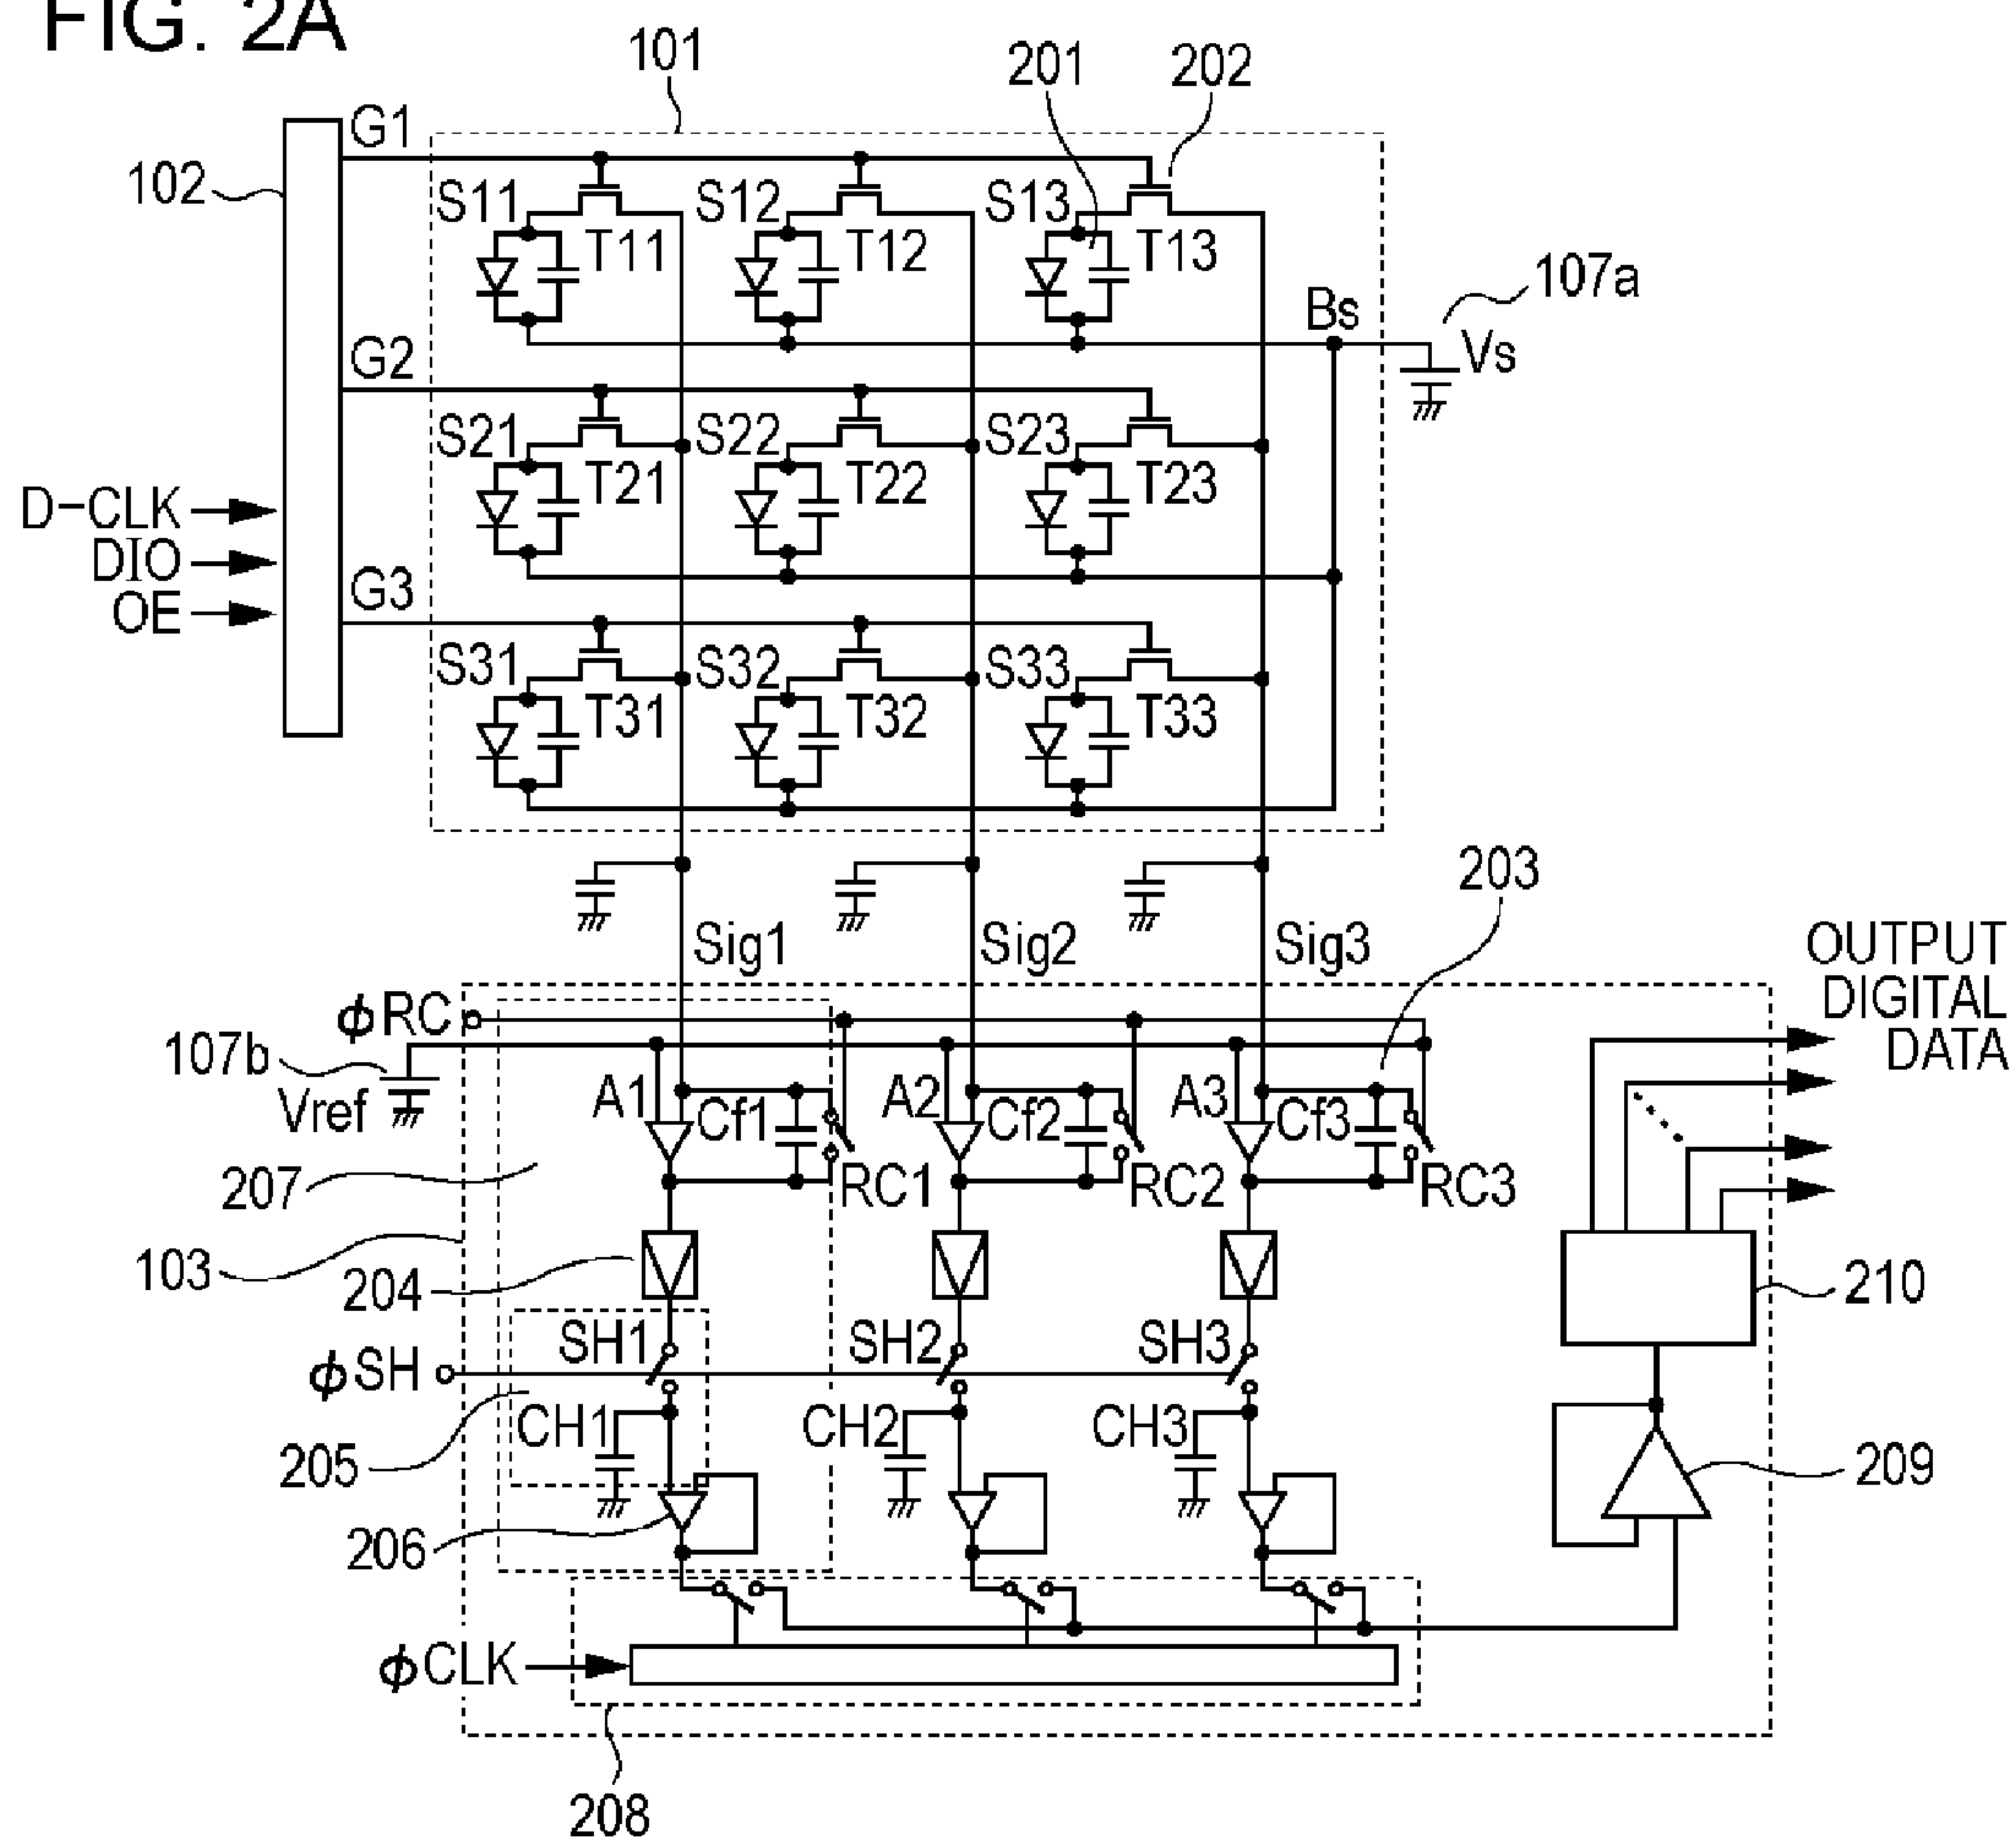 FIG. 2A
101
201
202
G1
102
S11
S12
S13
T11
T12
T13
107a
Bs
Vs
G2
S21
S22
S23
T21
T22
T23
D-CLK
DIO
OE
G3
S31
S32
S33
T31
T32
T33
203
Sig1
Sig2
Sig3
OUTPUT
DIGITAL
DATA
ϕRC
107b
Vref
A1
Cf1
A2
Cf2
A3
Cf3
RC1
RC2
RC3
207
103
204
210
SH1
SH2
SH3
ϕSH
CH1
CH2
CH3
205
209
206
ϕCLK
208